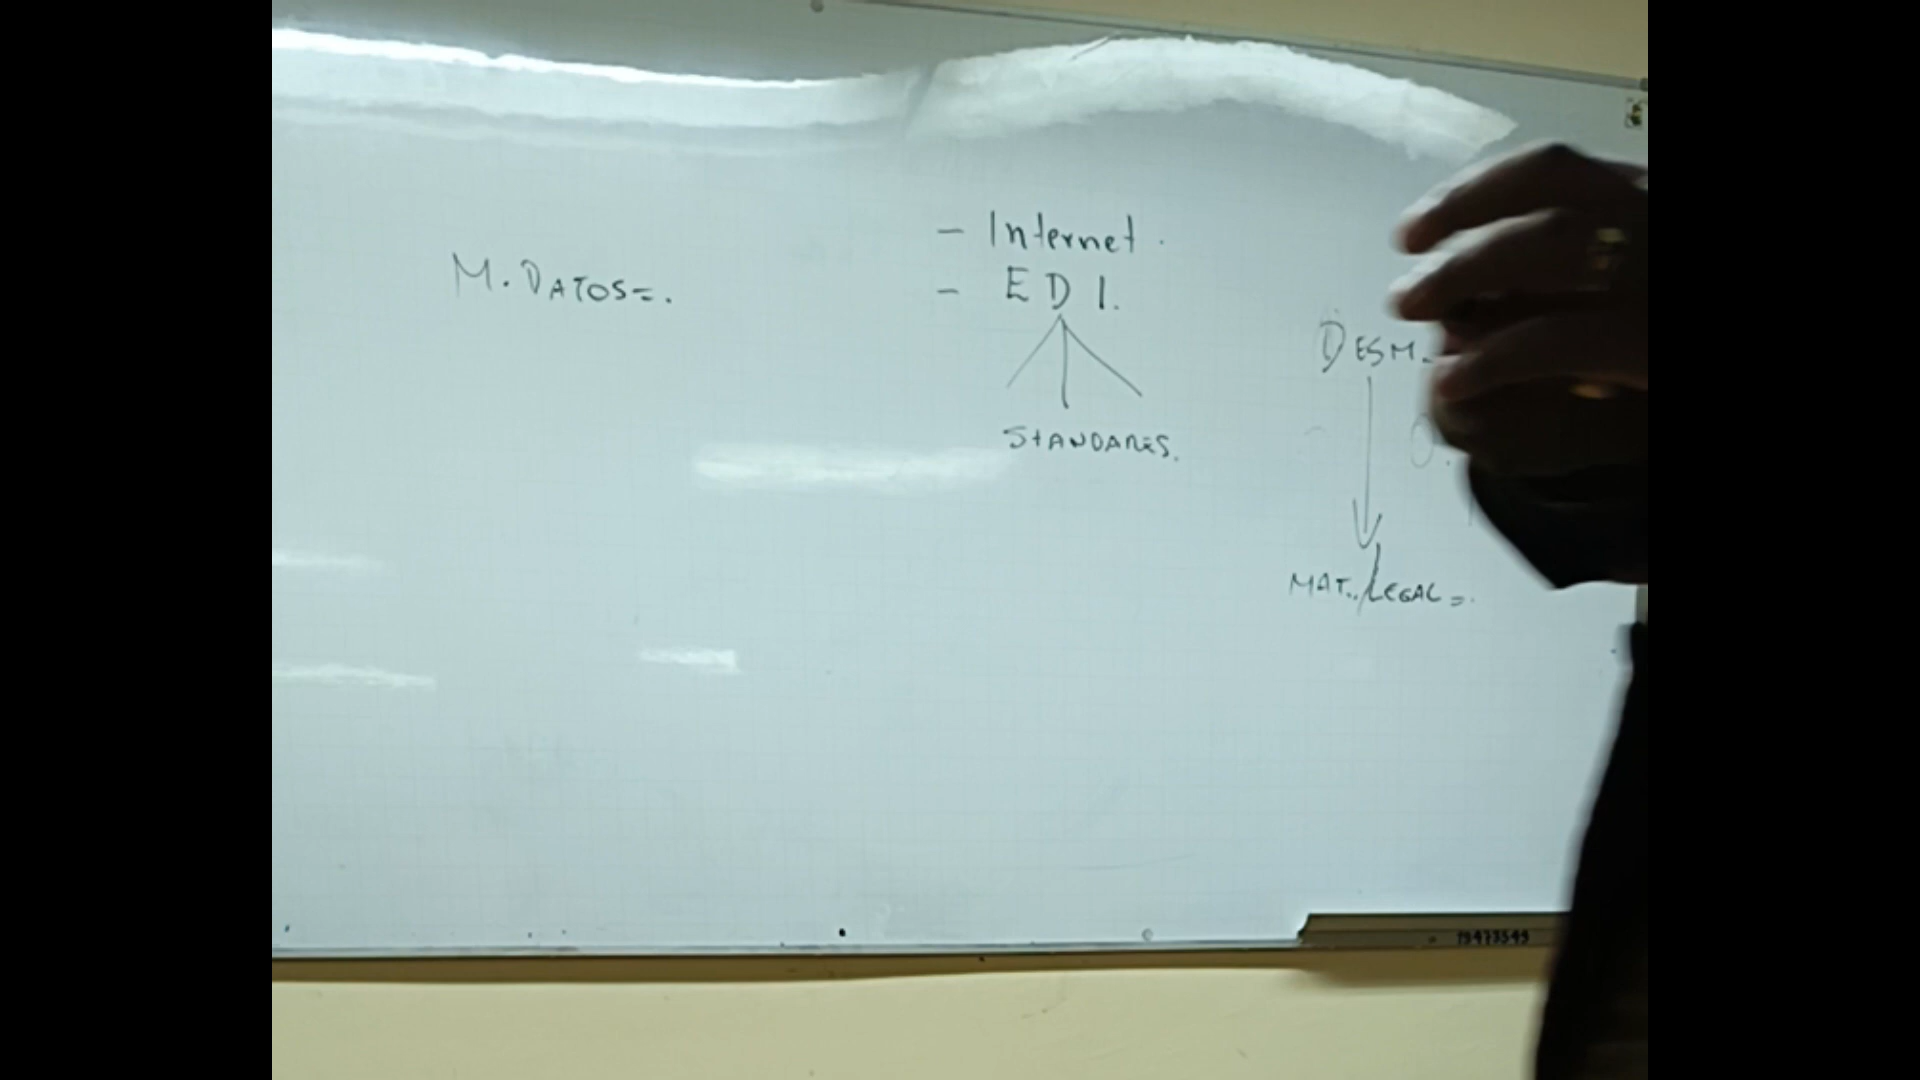 M. DATOS=.
- Internet.
- EDI.
STANDARES.
DESM.
MAT./LEGAL=.